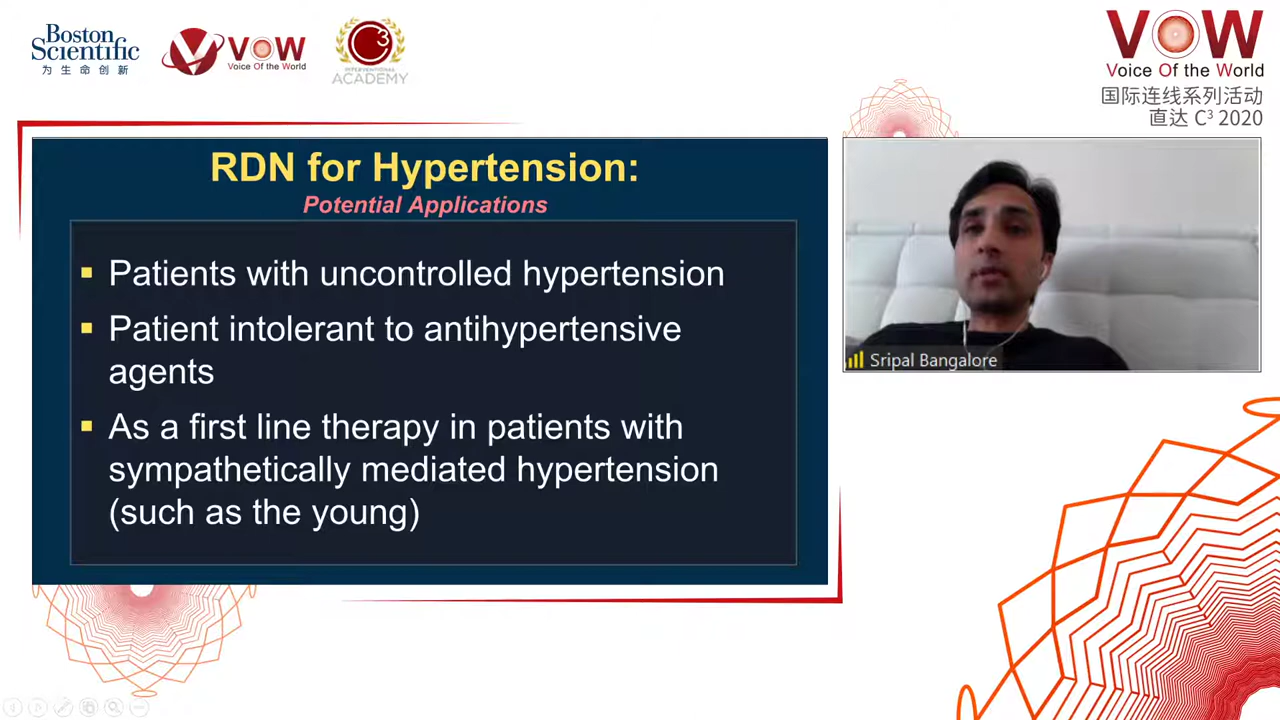 Boston
Scientific
为生命创新
VOW
Voice Of the World
C3
INTERVENTIONAL
ACADEMY
VOW
Voice Of the World
国际连线系列活动
直达 C³ 2020
RDN for Hypertension:
Potential Applications
▪ Patients with uncontrolled hypertension
▪ Patient intolerant to antihypertensive
agents
▪ As a first line therapy in patients with
sympathetically mediated hypertension
(such as the young)
Sripal Bangalore